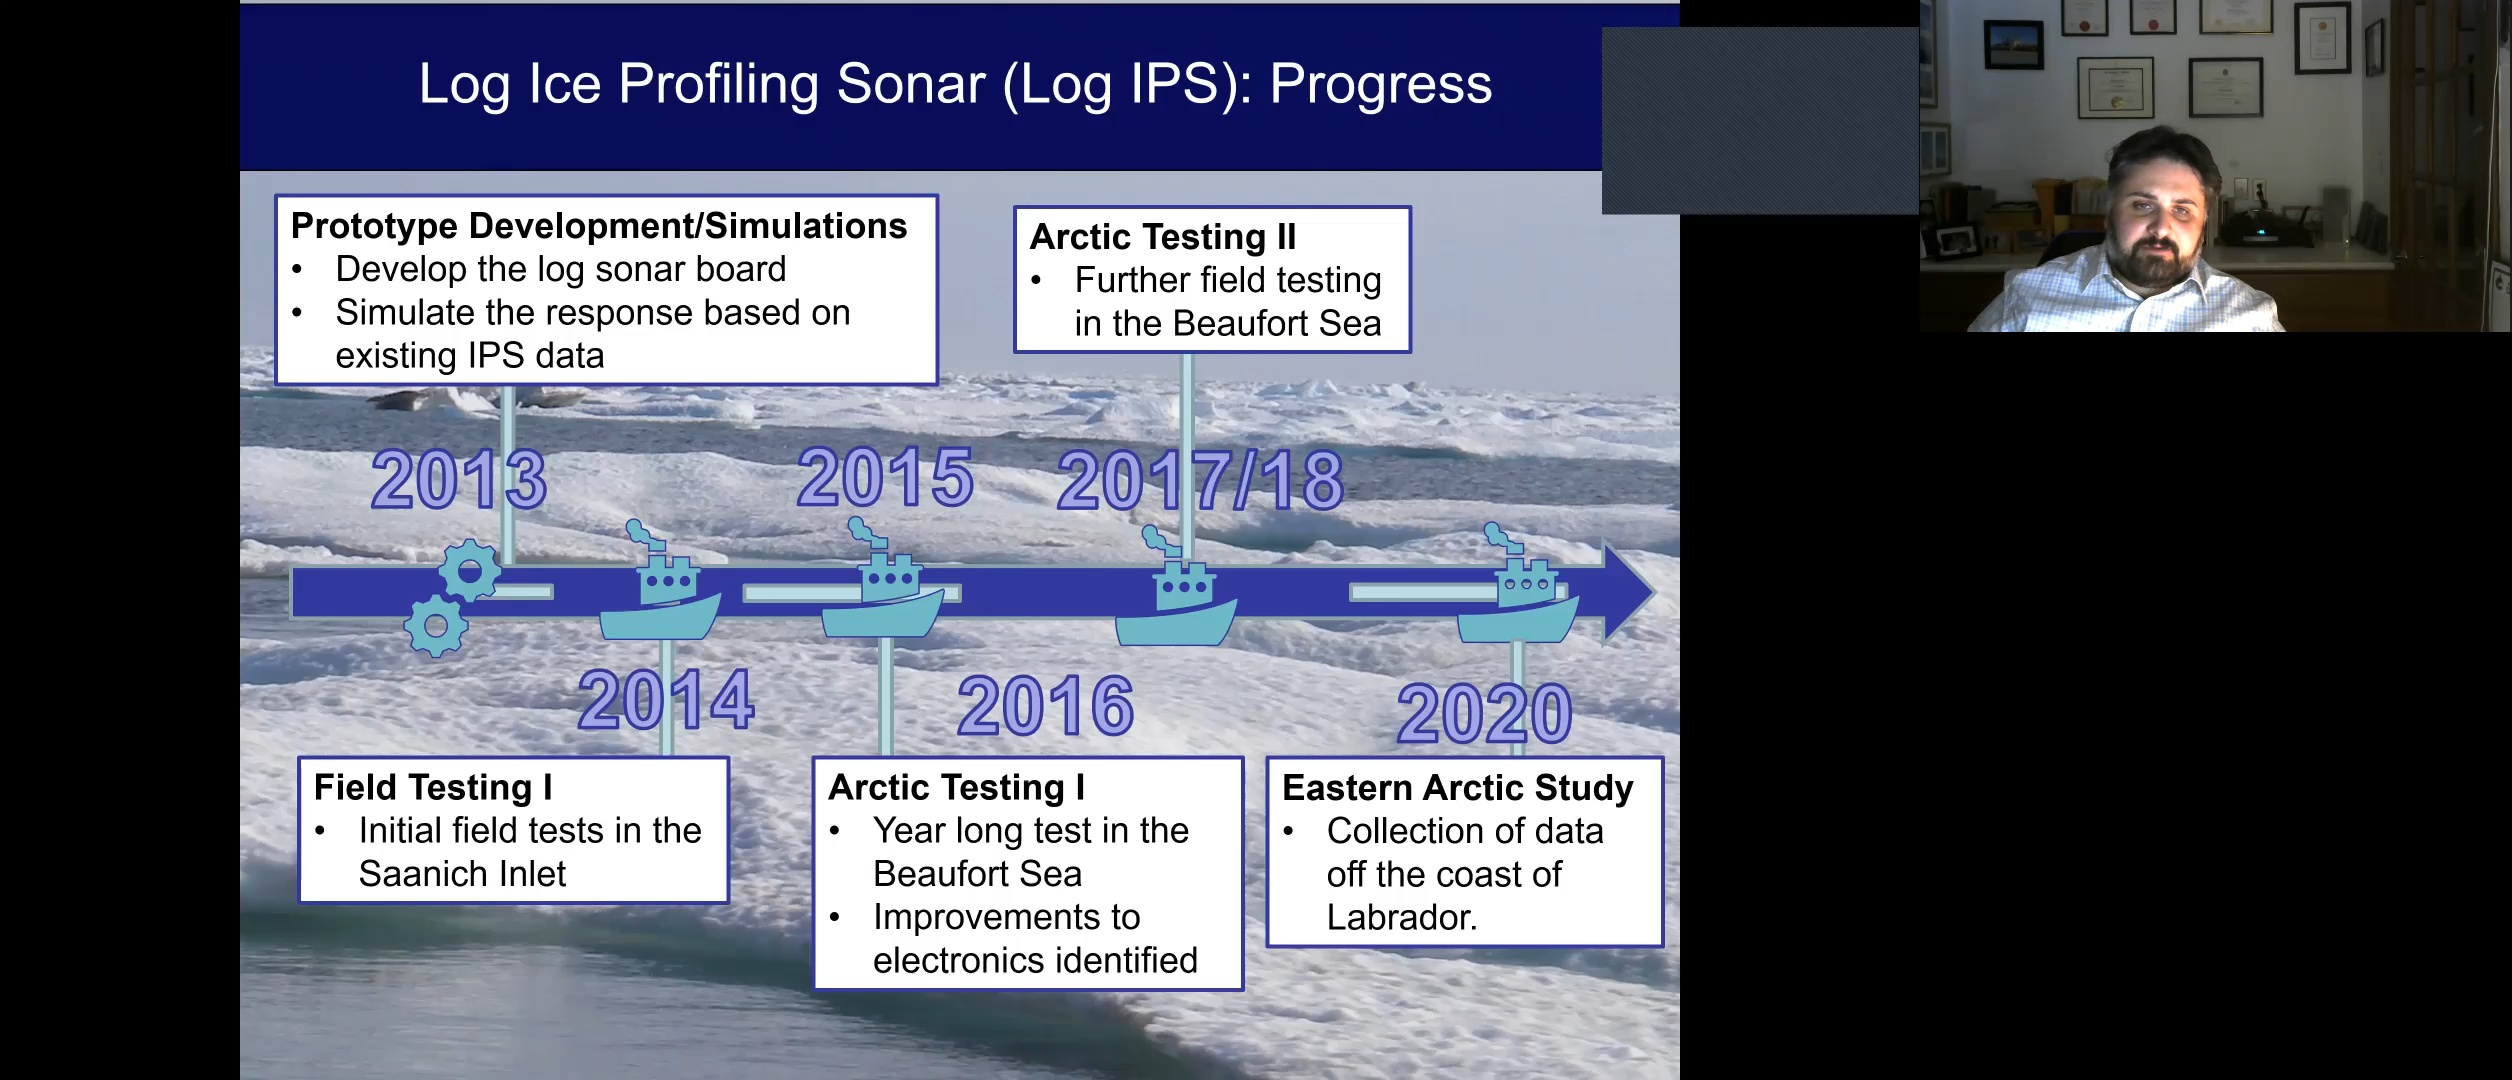 Log Ice Profiling Sonar (Log IPS): Progress
Prototype Development/Simulations
• Develop the log sonar board
• Simulate the response based on
existing IPS data
Arctic Testing II
• Further field testing
in the Beaufort Sea
2013
2015
2017/18
2014
2016
2020
Field Testing I
• Initial field tests in the
Saanich Inlet
Arctic Testing I
• Year long test in the
Beaufort Sea
• Improvements to
electronics identified
Eastern Arctic Study
• Collection of data
off the coast of
Labrador.